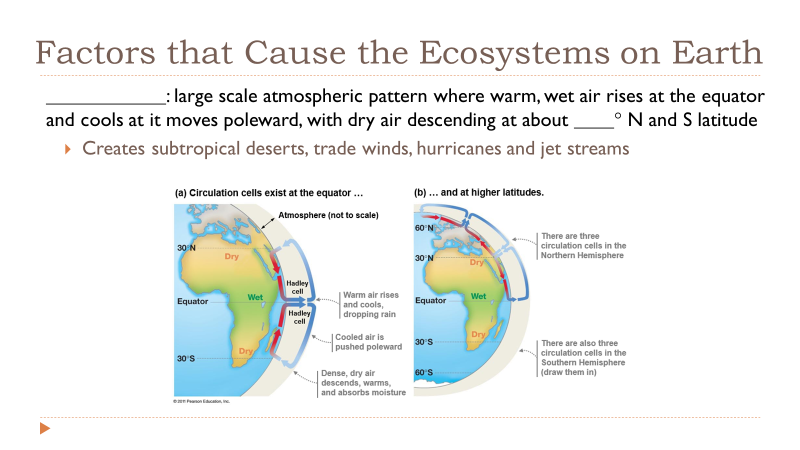 Factors that Cause the Ecosystems on Earth
____________: large scale atmospheric pattern where warm, wet air rises at the equator
and cools at it moves poleward, with dry air descending at about ____° N and S latitude
Creates subtropical deserts, trade winds, hurricanes and jet streams
(a) Circulation cells exist at the equator …
Atmosphere (not to scale)
30°N
Dry
Hadley
cell
Wet
Equator
Hadley
cell
Dry
30°S
Warm air rises
and cools,
dropping rain
Cooled air is
pushed poleward
Dense, dry air
descends, warms,
and absorbs moisture
© 2011 Pearson Education, Inc.
(b) … and at higher latitudes.
60°N
30°N
Dry
Wet
Equator
Dry
30°S
60°S
There are three
circulation cells in the
Northern Hemisphere
There are also three
circulation cells in the
Southern Hemisphere
(draw them in)